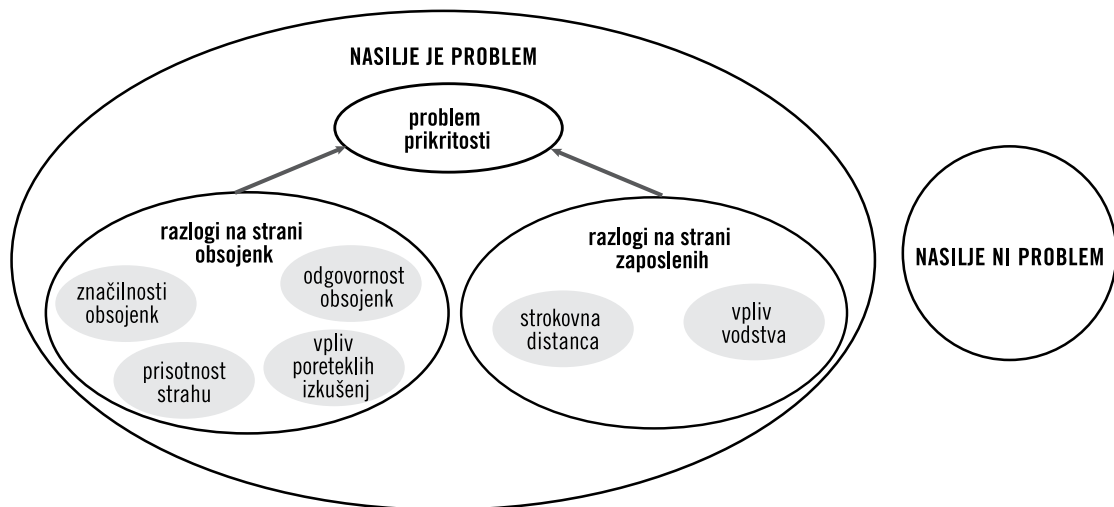 NASILJE JE PROBLEM
problem
prikritosti
razlogi na strani
obsojenk
značilnosti
obsojenk
odgovornost
obsojenk
prisotnost
strahu
vpliv
poreteklih
izkušenj
razlogi na strani
zaposlenih
strokovna
distanca
vpliv
vodstva
NASILJE NI PROBLEM